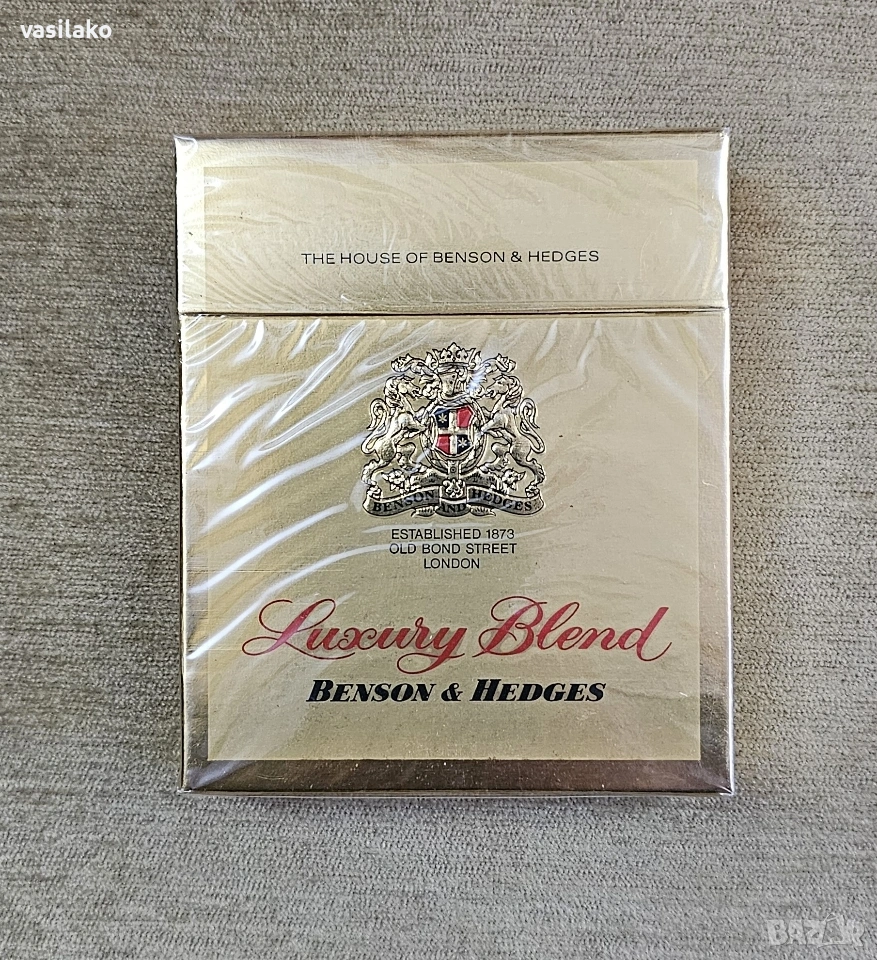 vasilako
THE HOUSE OF BENSON & HEDGES
BENSON AND HEDGES
ESTABLISHED 1873
OLD BOND STREET
LONDON
Luxury Blend
BENSON & HEDGES
BAZAR